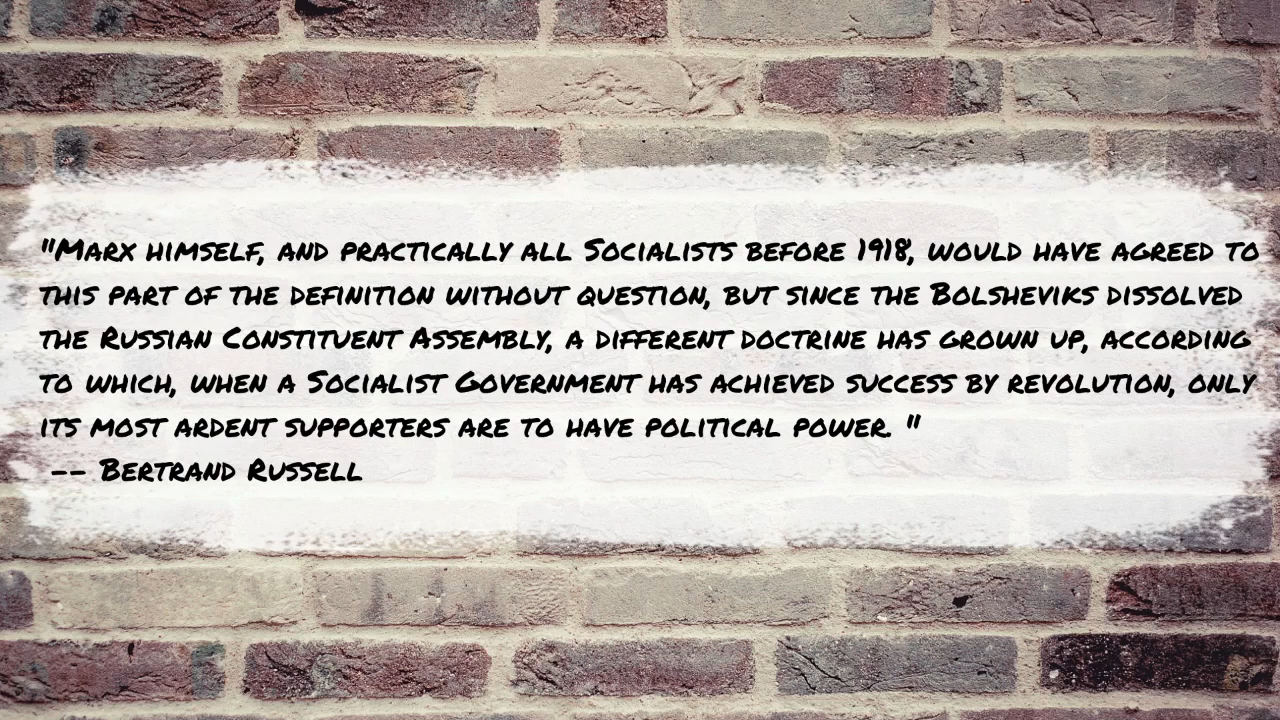 "Marx himself, and practically all Socialists before 1918, would have agreed to
this part of the definition without question, but since the Bolsheviks dissolved
the Russian Constituent Assembly, a different doctrine has grown up, according
to which, when a Socialist Government has achieved success by revolution, only
its most ardent supporters are to have political power. "
-- Bertrand Russell